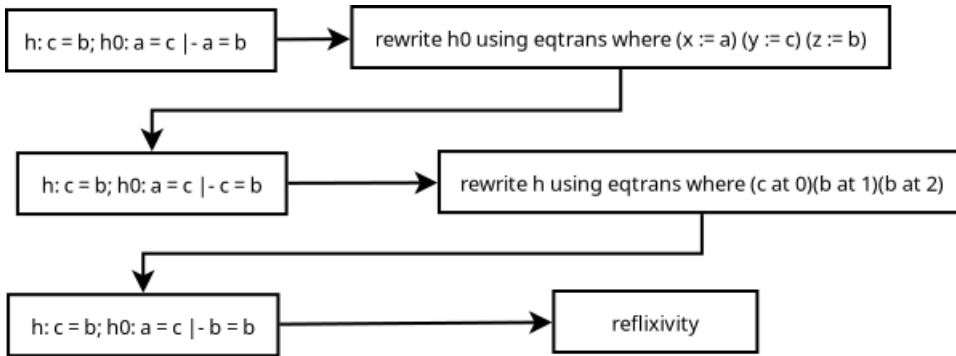 h: c = b; h0: a = c |- a = b
rewrite h0 using eqtrans where (x := a) (y := c) (z := b)
h: c = b; h0: a = c |- c = b
rewrite h using eqtrans where (c at 0)(b at 1)(b at 2)
h: c = b; h0: a = c |- b = b
reflixivity